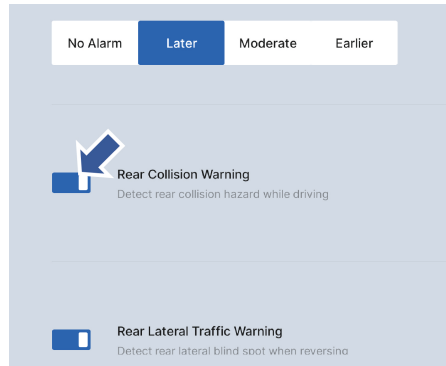 No Alarm Later Moderate Earlier
Rear Collision Warning
Detect rear collision hazard while driving
Rear Lateral Traffic Warning
Detect rear lateral blind spot when reversing